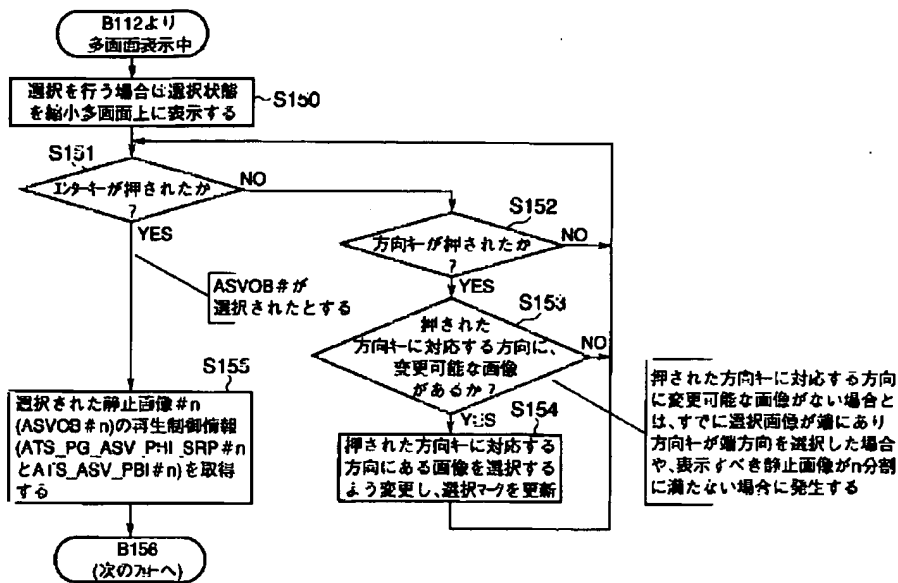 B112より
多画面表示中
選択を行う場合は選択状態
を縮小多画面上に表示する
S150
S151
エンターキーが押されたか
?
NO
YES
ASVOB#が
選択されたとする
S152
方向キーが押されたか
?
NO
YES
S153
押された
方向キーに対応する方向に、
変更可能な画像
があるか?
NO
YES
S154
押された方向キーに対応する
方向にある画像を選択する
よう変更し、選択マークを更新
押された方向キーに対応する方向
に変更可能な画像がない場合と
は、すでに選択画像が端にあり
方向キーが端方向を選択した場合
や、表示すべき静止画像がn分割
に満たない場合に発生する
S155
選択された静止画像#n
(ASVOB#n)の再生制御情報
(ATS_PG_ASV_PHI_SRP#n
とATS_ASV_PBI#n)を取得
する
B156
(次のフローへ)